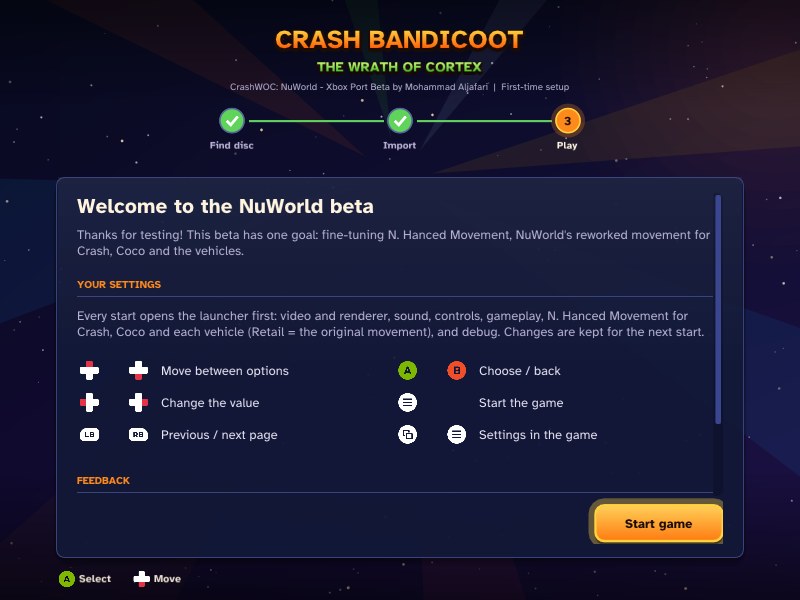 CRASH BANDICOOT
THE WRATH OF CORTEX
CrashWOC: NuWorld - Xbox Port Beta by Mohammad Aljafari | First-time setup
3
Find disc
Import
Play
Welcome to the NuWorld beta
Thanks for testing! This beta has one goal: fine-tuning N. Hanced Movement, NuWorld's reworked movement for
Crash, Coco and the vehicles.
YOUR SETTINGS
Every start opens the launcher first: video and renderer, sound, controls, gameplay, N. Hanced Movement for
Crash, Coco and each vehicle (Retail = the original movement), and debug. Changes are kept for the next start.
Move between options
A B Choose / back
Change the value
Start the game
LB RB Previous / next page
Settings in the game
FEEDBACK
Start game
A Select Move